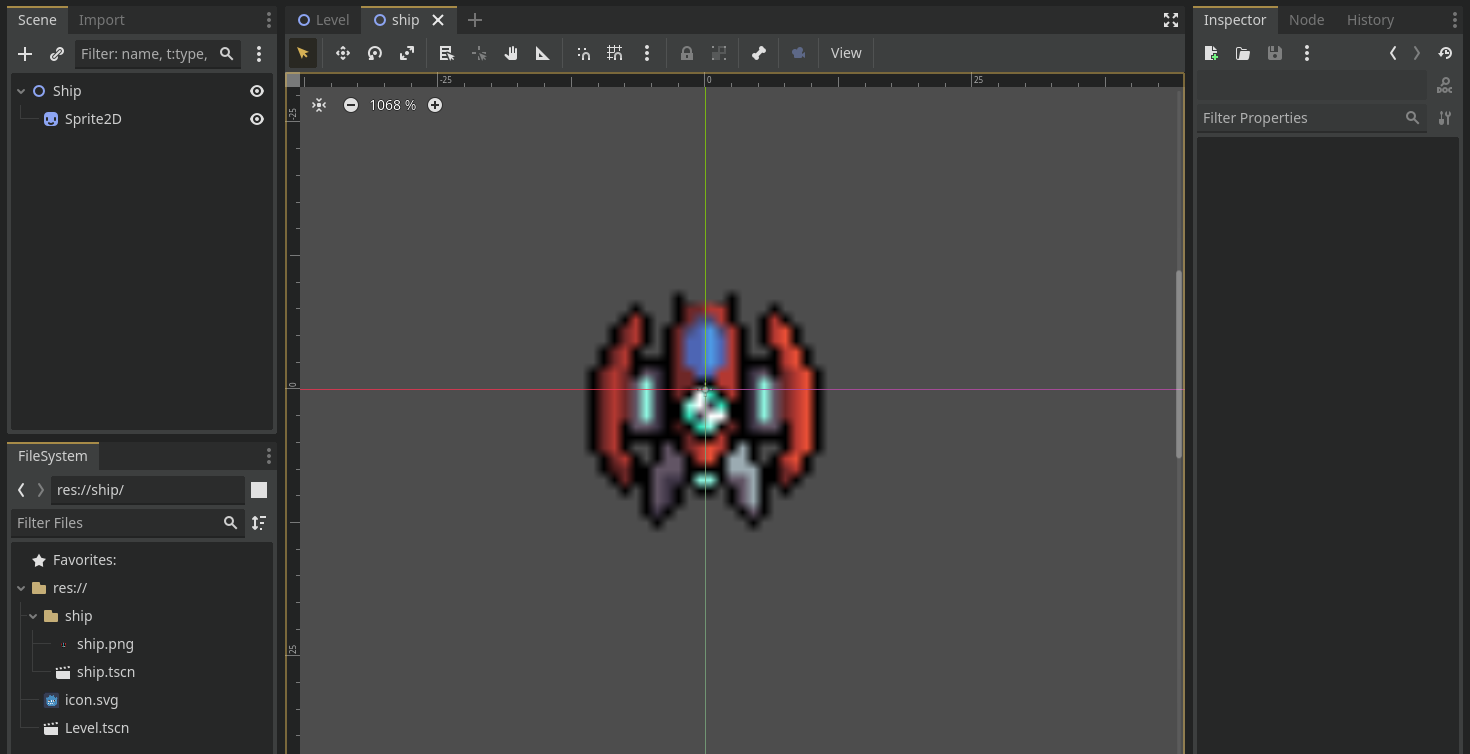 Scene Import
Filter: name, t:type,
Ship
Sprite2D
FileSystem
res://ship/
Filter Files
Favorites:
res://
ship
ship.png
ship.tscn
icon.svg
Level.tscn
Level ship
View
-25 0 25
1068 %
-25
0
25
Inspector Node History
DOC
Filter Properties